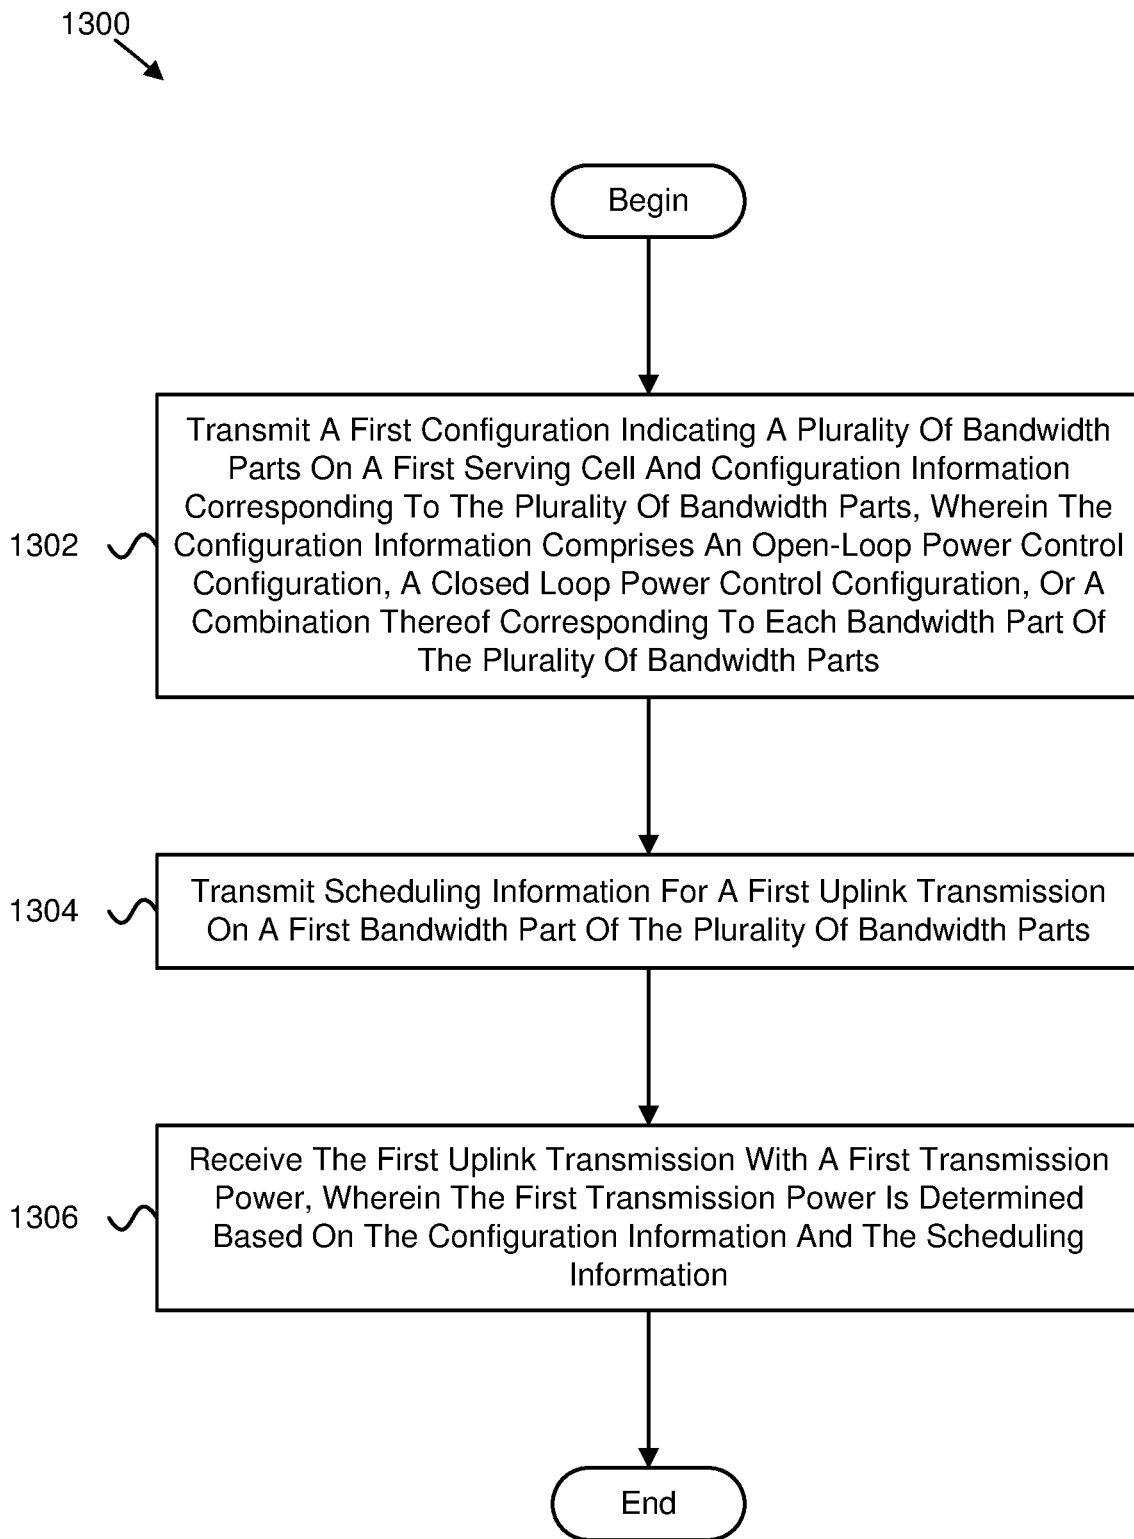 1300
Begin
Transmit A First Configuration Indicating A Plurality Of Bandwidth
Parts On A First Serving Cell And Configuration Information
Corresponding To The Plurality Of Bandwidth Parts, Wherein The
1302
Configuration Information Comprises An Open-Loop Power Control
Configuration, A Closed Loop Power Control Configuration, Or A
Combination Thereof Corresponding To Each Bandwidth Part Of
The Plurality Of Bandwidth Parts
1304
Transmit Scheduling Information For A First Uplink Transmission
On A First Bandwidth Part Of The Plurality Of Bandwidth Parts
1306
Receive The First Uplink Transmission With A First Transmission
Power, Wherein The First Transmission Power Is Determined
Based On The Configuration Information And The Scheduling
Information
End